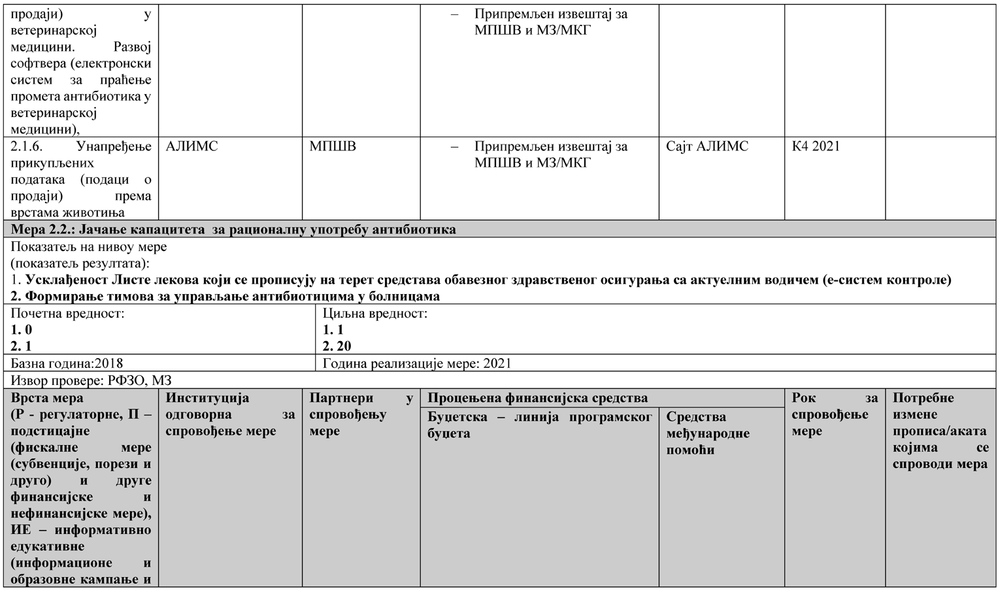 продаји) у
ветеринарској
медицини. Развој
софтвера (електронски
систем за праћење
промета антибиотика у
ветеринарској
медицини),
– Припремљен извештај за
МПШВ и МЗ/МКГ
2.1.6. Унапређење
прикупљених
података (подаци о
продаји) према
врстама животиња
АЛИМС
МПШВ
– Припремљен извештај за
МПШВ и МЗ/МКГ
Сајт АЛИМС
К4 2021
Мера 2.2.: Јачање капацитета за рационалну употребу антибиотика
Показатељ на нивоу мере
(показатељ резултата):
1. Усклађеност Листе лекова који се прописују на терет средстава обавезног здравственог осигурања са актуелним водичем (е-систем контроле)
2. Формирање тимова за управљање антибиотицима у болницама
Почетна вредност:
1. 0
2. 1
Циљна вредност:
1. 1
2. 20
Базна година:2018
Година реализације мере: 2021
Извор провере: РФЗО, МЗ
Врста мера
(Р - регулаторне, П –
подстицајне
(фискалне мере
(субвенције, порези и
друго) и друге
финансијске и
нефинансијске мере),
ИЕ – информативно
едукативне
(информационе и
образовне кампање и
Институција
одговорна за
спровођење мере
Партнери у
спровођењу
мере
Процењена финансијска средства
Буџетска – линија програмског
буџета
Средства
међународне
помоћи
Рок за
спровођење
мере
Потребне
измене
прописа/аката
којима се
спроводи мера